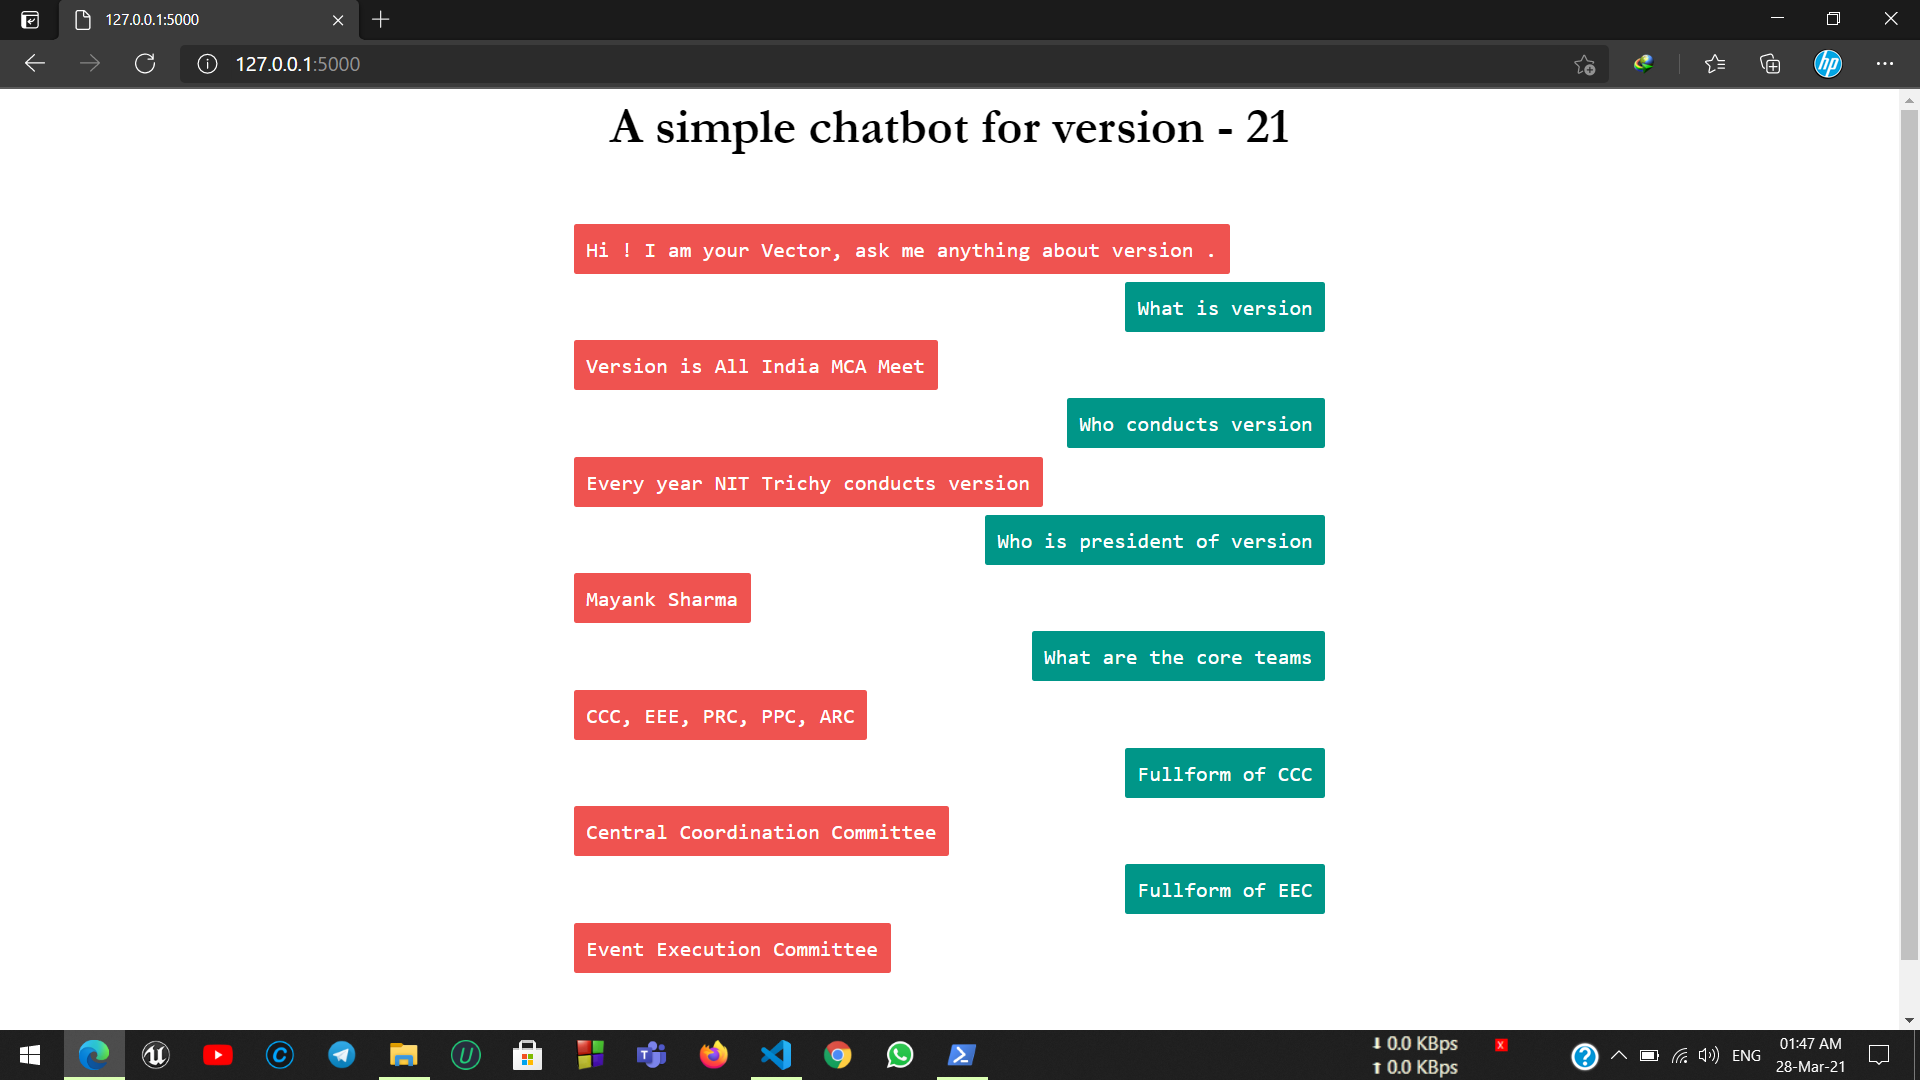 127.0.0.1:5000
127.0.0.1:5000
hp
A simple chatbot for version - 21
Hi ! I am your Vector, ask me anything about version .
What is version
Version is All India MCA Meet
Who conducts version
Every year NIT Trichy conducts version
Who is president of version
Mayank Sharma
What are the core teams
CCC, EEE, PRC, PPC, ARC
Fullform of CCC
Central Coordination Committee
Fullform of EEC
Event Execution Committee
0.0 KBps
0.0 KBps
ENG
01:47 AM
28-Mar-21